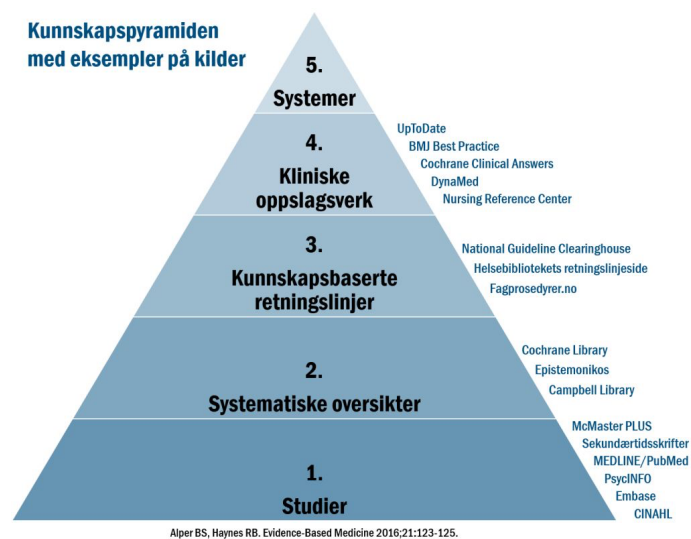 Kunnskapspyramiden
med eksempler på kilder
5.
Systemer
4.
Kliniske
oppslagsverk
UpToDate
BMJ Best Practice
Cochrane Clinical Answers
DynaMed
Nursing Reference Center
3.
Kunnskapsbaserte
retningslinjer
National Guideline Clearinghouse
Helsebibliotekets retningslinjeside
Fagprosedyrer.no
2.
Systematiske oversikter
Cochrane Library
Epistemonikos
Campbell Library
1.
Studier
McMaster PLUS
Sekundærtidsskrifter
MEDLINE/PubMed
PsycINFO
Embase
CINAHL
Alper BS, Haynes RB. Evidence-Based Medicine 2016;21:123-125.